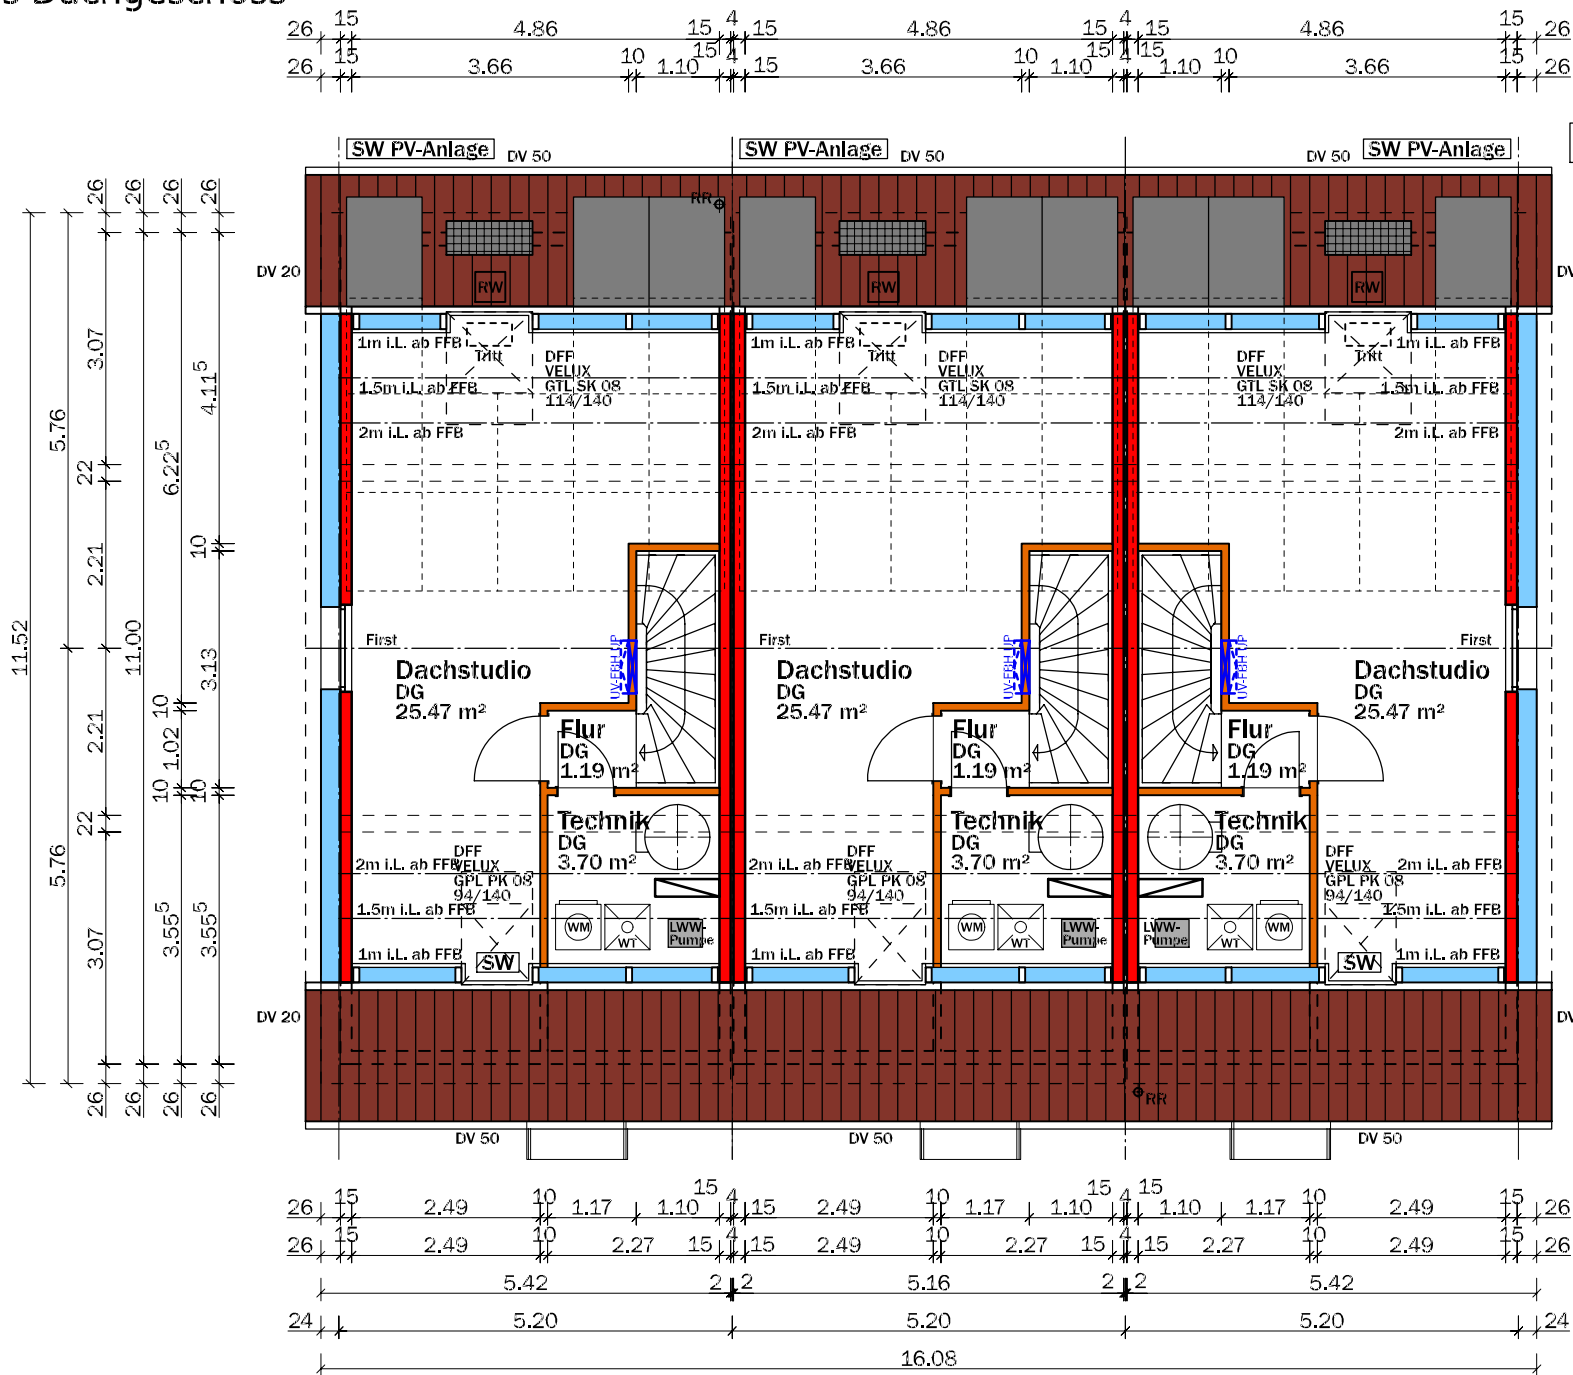 Dachgeschoss
26 15 4.86 15 4 15 4.86 15 4 15 4.86 15 26
26 15 3.66 10 1.10 15 4 15 3.66 10 1.10 15 4 15 1.10 10 3.66 15 26
SW PV-Anlage DV 50 SW PV-Anlage DV 50 DV 50 SW PV-Anlage
26 26 26 26
RR
DV 20 DV
RW RW RW
1m i.L. ab FFB Tritt 1m i.L. ab FFB Tritt Tritt 1m i.L. ab FFB
DFF
VELUX
GTL SK 08
114/140
DFF
VELUX
GTL SK 08
114/140
DFF
VELUX
GTL SK 08
114/140
1.5m i.L. ab FFB 1.5m i.L. ab FFB 1.5m i.L. ab FFB
2m i.L. ab FFB 2m i.L. ab FFB 2m i.L. ab FFB
11.52
5.76 5.76
3.07 22 2.21 2.21 22 3.07
11.00
6.22⁵ 10 1.02 10 3.55⁵
4.11⁵ 10 3.13 10 3.55⁵
First First First
UV-FBH UP UV-FBH UP UV-FBH UP
Dachstudio
DG
25.47 m²
Dachstudio
DG
25.47 m²
Dachstudio
DG
25.47 m²
Flur
DG
1.19 m²
Flur
DG
1.19 m²
Flur
DG
1.19 m²
Technik
DG
3.70 m²
Technik
DG
3.70 m²
Technik
DG
3.70 m²
2m i.L. ab FFB 2m i.L. ab FFB 2m i.L. ab FFB
DFF
VELUX
GPL PK 08
94/140
DFF
VELUX
GPL PK 08
94/140
DFF
VELUX
GPL PK 08
94/140
1.5m i.L. ab FFB 1.5m i.L. ab FFB 1.5m i.L. ab FFB
WM WT LWW-
Pumpe
WM WT LWW-
Pumpe
LWW-
Pumpe WT WM
1m i.L. ab FFB SW 1m i.L. ab FFB SW 1m i.L. ab FFB
DV 20 DV
26 26 26 26
RR
DV 50 DV 50 DV 50
26 15 2.49 10 1.17 1.10 15 4 15 2.49 10 1.17 1.10 15 4 15 1.10 1.17 10 2.49 15 26
26 15 2.49 10 2.27 15 4 15 2.49 10 2.27 15 4 15 2.27 10 2.49 15 26
5.42 2 2 5.16 2 2 5.42
24 5.20 5.20 5.20 24
16.08